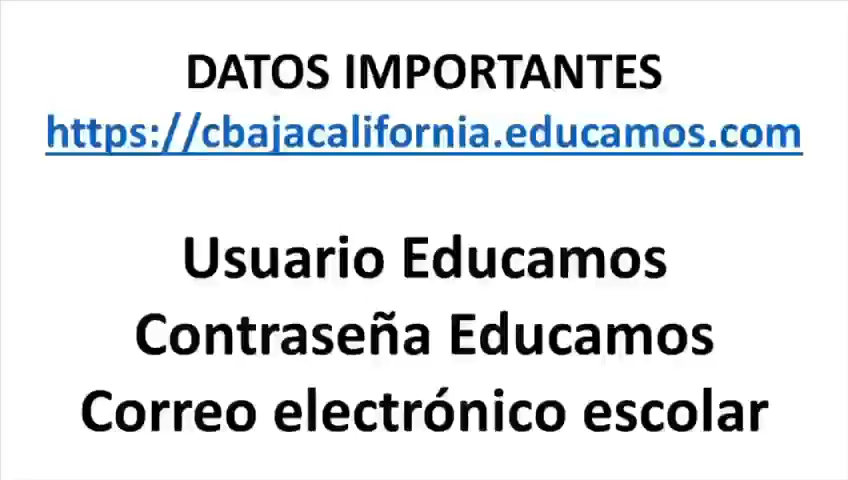 DATOS IMPORTANTES
https://cbajacalifornia.educamos.com
Usuario Educamos
Contraseña Educamos
Correo electrónico escolar